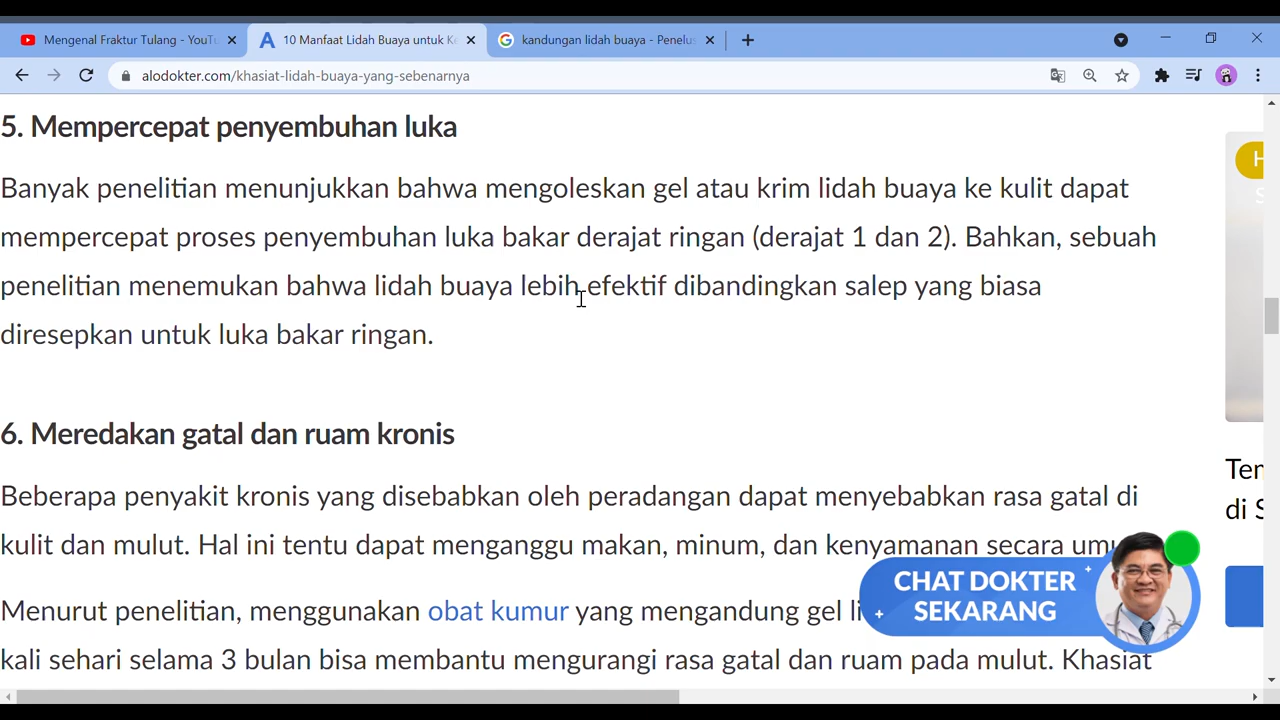 Mengenal Fraktur Tulang - YouTu
10 Manfaat Lidah Buaya untuk Ke
kandungan lidah buaya - Penelus
alodokter.com/khasiat-lidah-buaya-yang-sebenarnya
5. Mempercepat penyembuhan luka
Banyak penelitian menunjukkan bahwa mengoleskan gel atau krim lidah buaya ke kulit dapat
mempercepat proses penyembuhan luka bakar derajat ringan (derajat 1 dan 2). Bahkan, sebuah
penelitian menemukan bahwa lidah buaya lebih efektif dibandingkan salep yang biasa
diresepkan untuk luka bakar ringan.
6. Meredakan gatal dan ruam kronis
Beberapa penyakit kronis yang disebabkan oleh peradangan dapat menyebabkan rasa gatal di
kulit dan mulut. Hal ini tentu dapat mengganggu makan, minum, dan kenyamanan secara umu
Menurut penelitian, menggunakan obat kumur yang mengandung gel li
kali sehari selama 3 bulan bisa membantu mengurangi rasa gatal dan ruam pada mulut. Khasiat
CHAT DOKTER
SEKARANG
H
S
Tem
di S